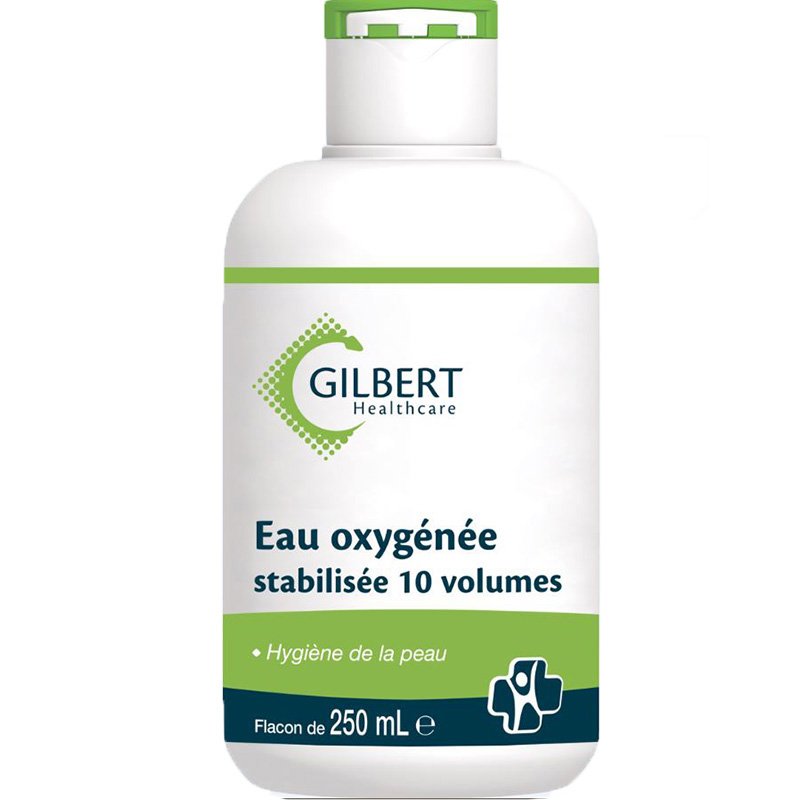 GILBERT
Healthcare
Eau oxygénée
stabilisée 10 volumes
• Hygiène de la peau
Flacon de 250 mL ℮